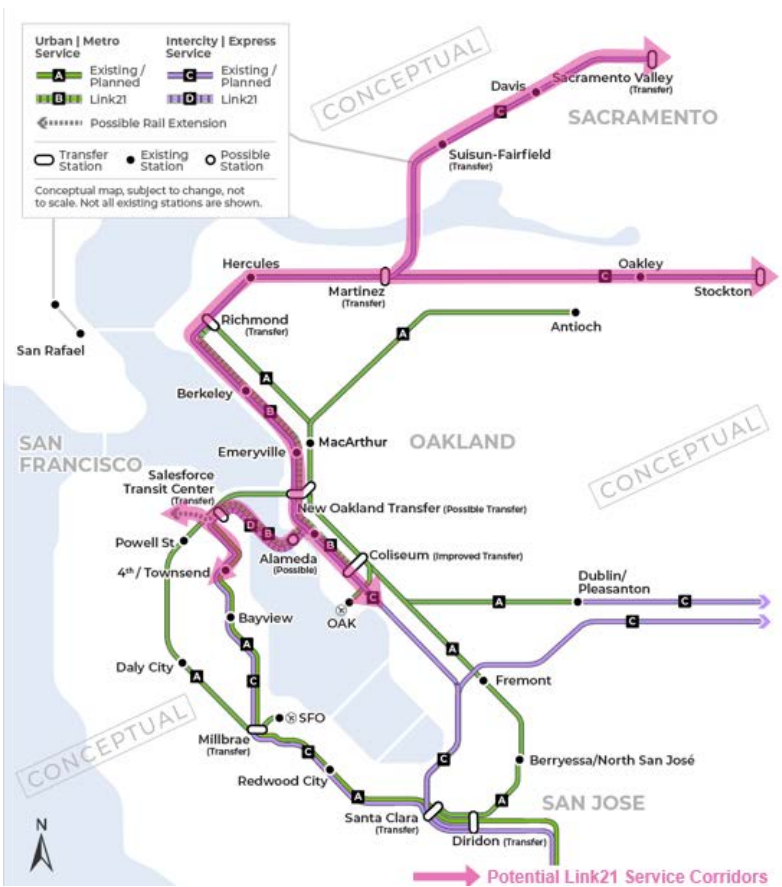 Urban | Metro
Service
Intercity | Express
Service
A
Existing /
Planned
C
Existing /
Planned
B
Link21
D
Link21
Possible Rail Extension
Transfer
Station
Existing
Station
Possible
Station
Conceptual map, subject to change, not
to scale. Not all existing stations are shown.
CONCEPTUAL
Sacramento Valley
(Transfer)
Davis
C
SACRAMENTO
Suisun-Fairfield
(Transfer)
Hercules
Martinez
(Transfer)
C
Oakley
Stockton
Richmond
(Transfer)
Antioch
A
San Rafael
A
Berkeley
B
SAN
FRANCISCO
Emeryville
MacArthur
OAKLAND
CONCEPTUAL
Salesforce
Transit Center
(Transfer)
New Oakland Transfer (Possible Transfer)
D
B
B
Powell St
Alameda
(Possible)
Coliseum (Improved Transfer)
4th / Townsend
C
Dublin/
Pleasanton
A
C
OAK
Bayview
C
A
A
Daly City
A
C
Fremont
SFO
CONCEPTUAL
Millbrae
(Transfer)
C
C
Berryessa/North San José
Redwood City
A
A
SAN JOSE
Santa Clara
(Transfer)
Diridon (Transfer)
N
Potential Link21 Service Corridors